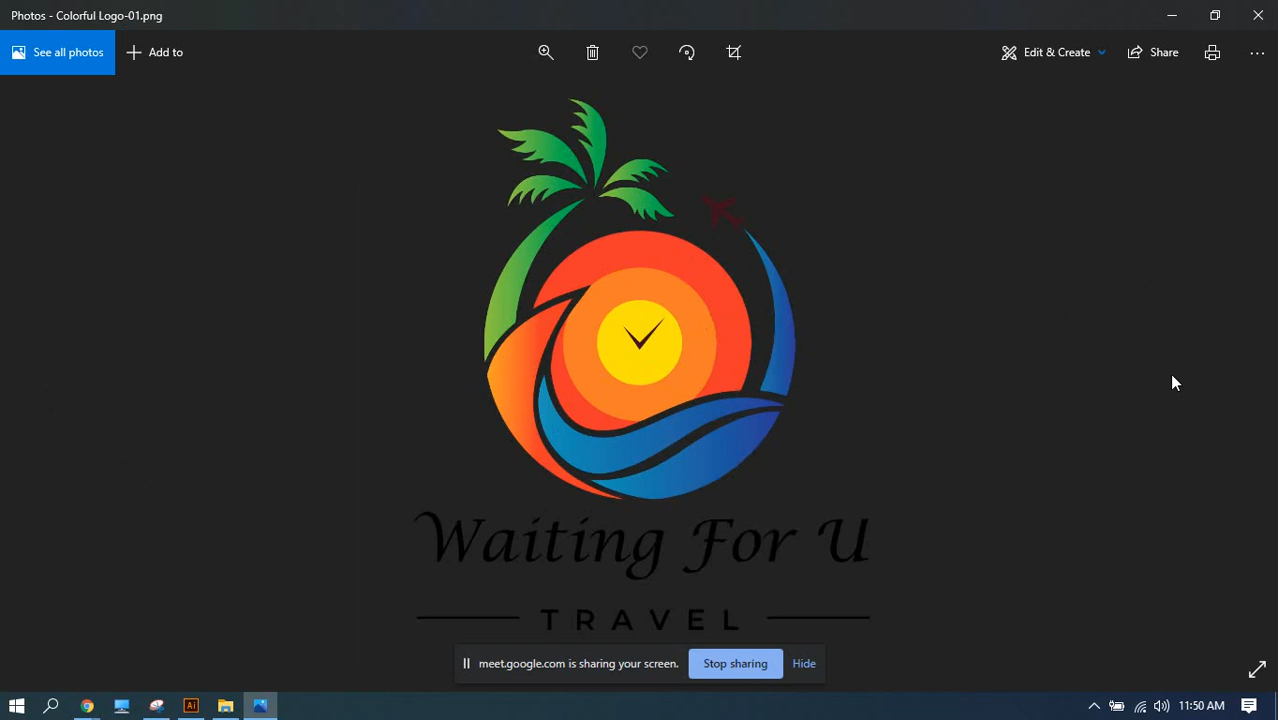 Photos - Colorful Logo-01.png
See all photos
Add to
Edit & Create
Share
Waiting For U
TRAVEL
meet.google.com is sharing your screen.
Stop sharing
Hide
Ai
11:50 AM